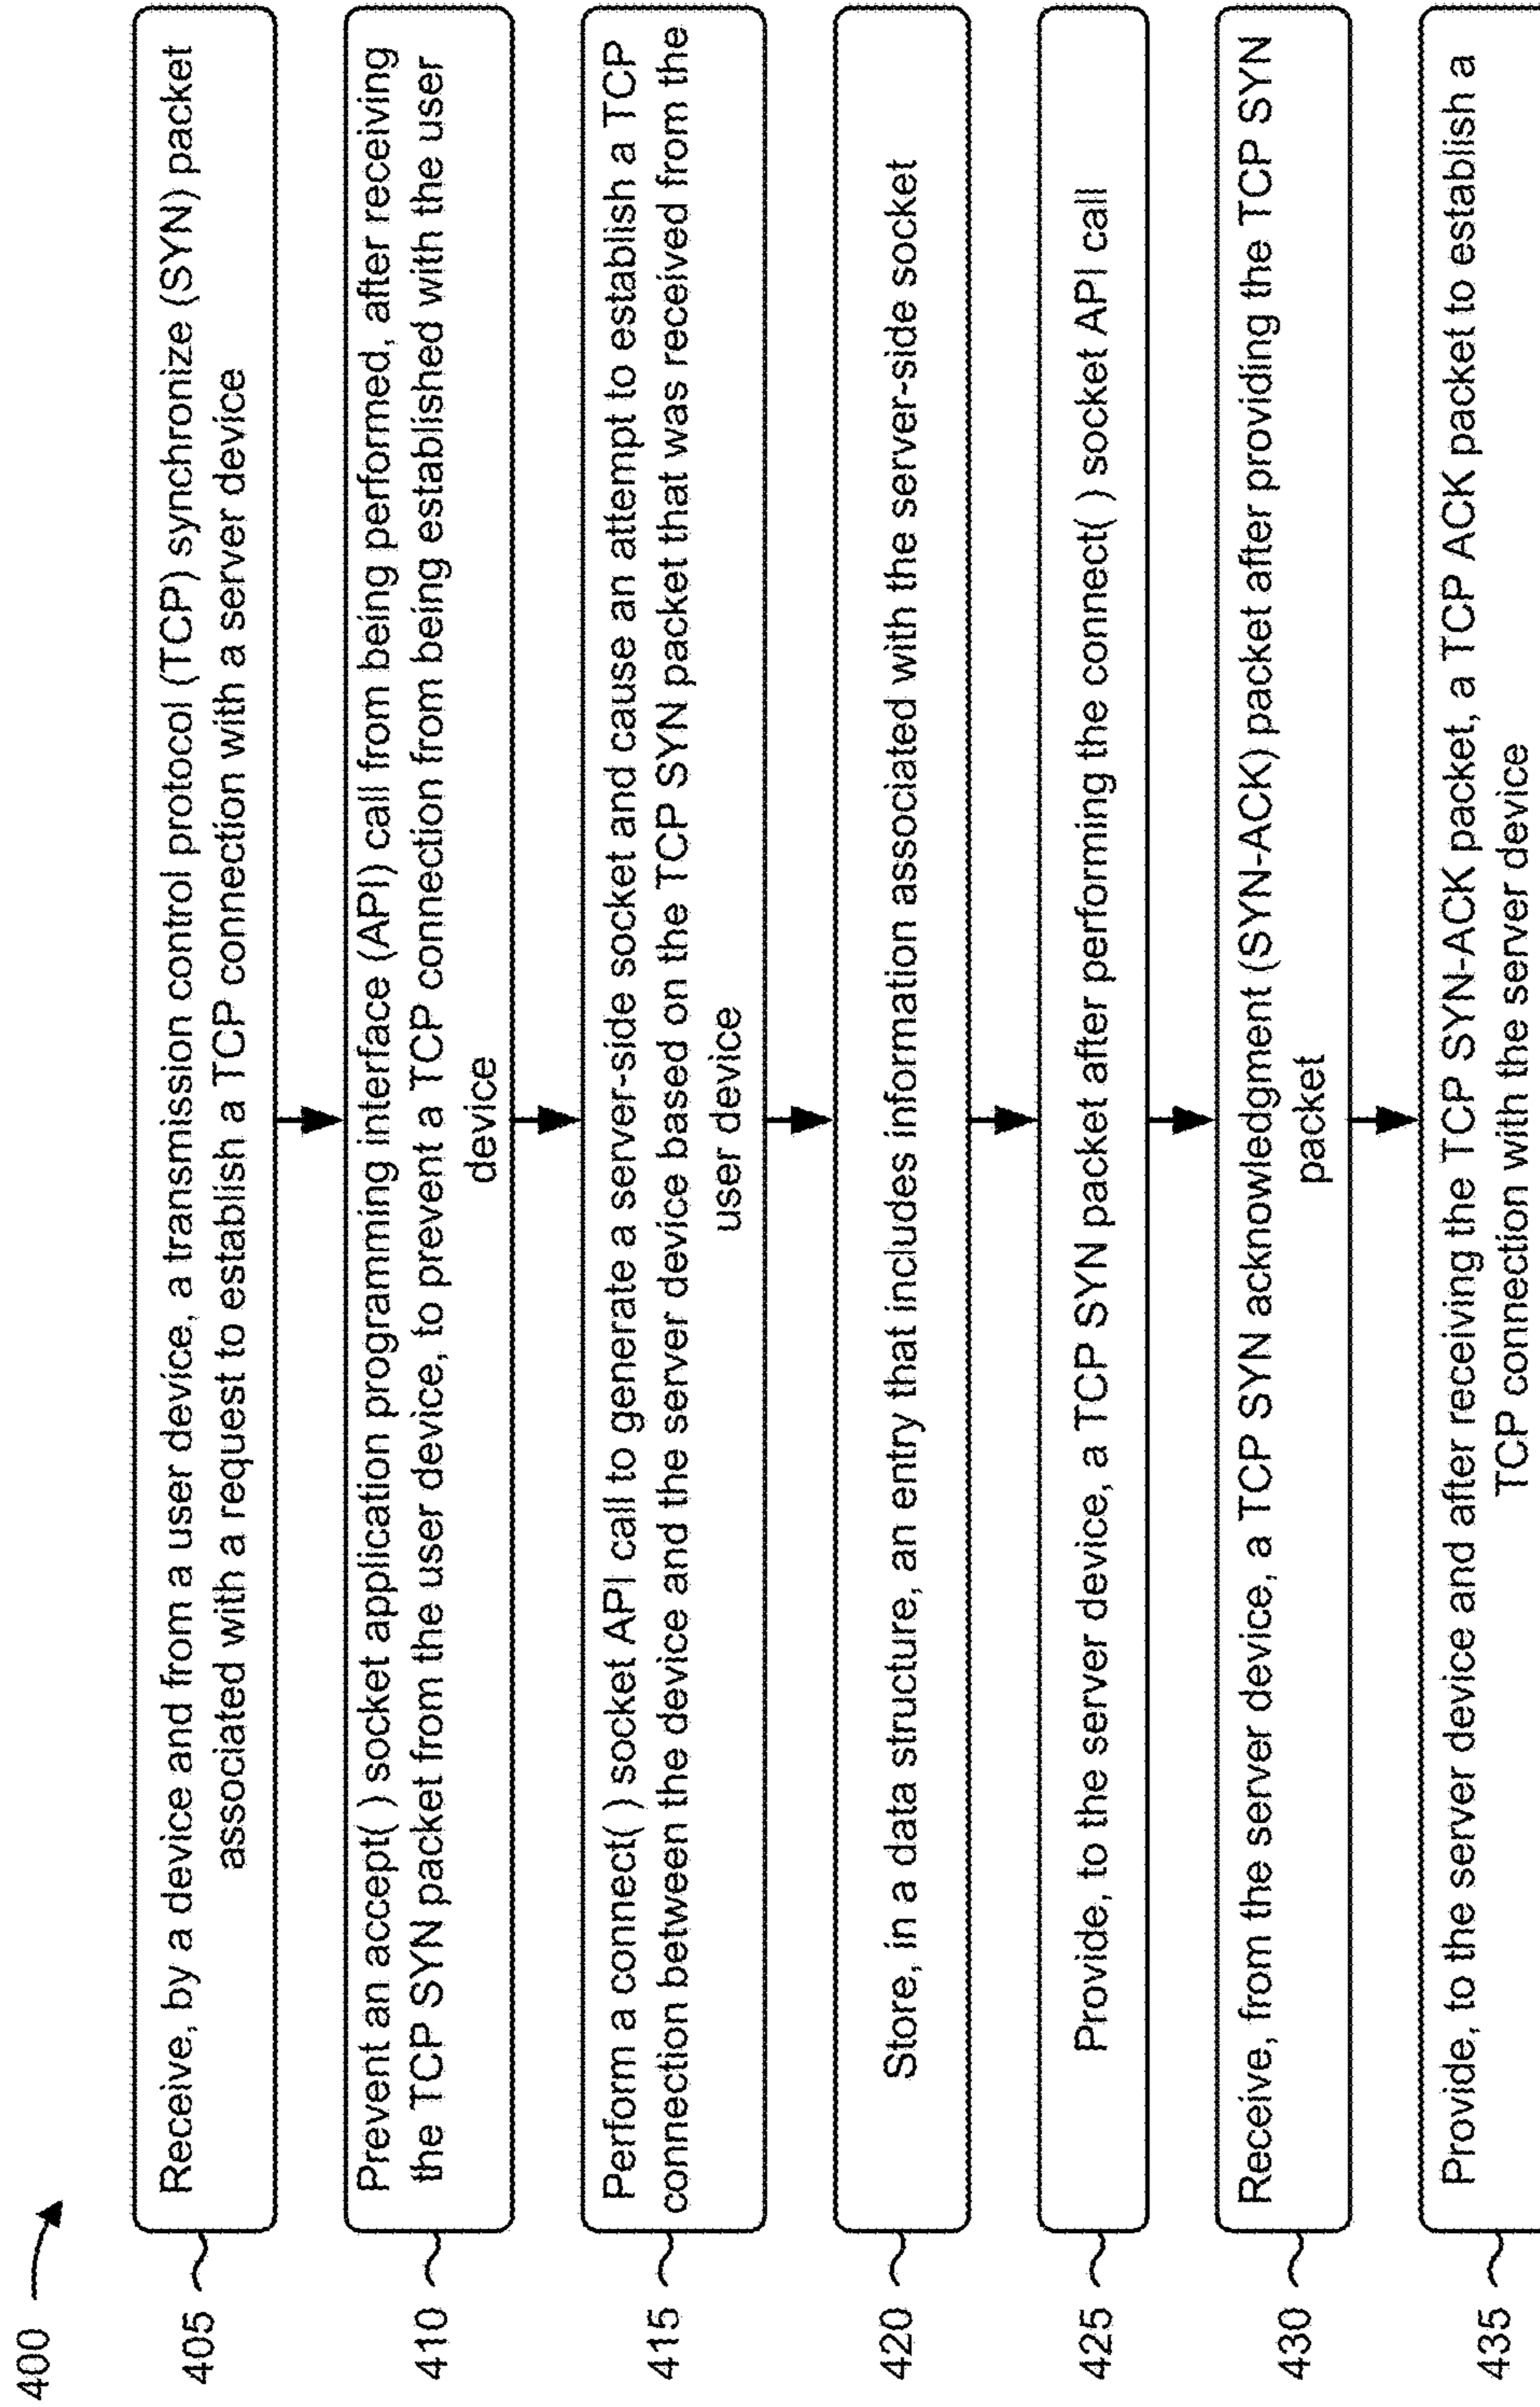 400
405
Receive, by a device and from a user device, a transmission control protocol (TCP) synchronize (SYN) packet
associated with a request to establish a TCP connection with a server device
410
Prevent an accept( ) socket application programming interface (API) call from being performed, after receiving
the TCP SYN packet from the user device, to prevent a TCP connection from being established with the user
device
415
Perform a connect( ) socket API call to generate a server-side socket and cause an attempt to establish a TCP
connection between the device and the server device based on the TCP SYN packet that was received from the
user device
420
Store, in a data structure, an entry that includes information associated with the server-side socket
425
Provide, to the server device, a TCP SYN packet after performing the connect( ) socket API call
430
Receive, from the server device, a TCP SYN acknowledgment (SYN-ACK) packet after providing the TCP SYN
packet
435
Provide, to the server device and after receiving the TCP SYN-ACK packet, a TCP ACK packet to establish a
TCP connection with the server device